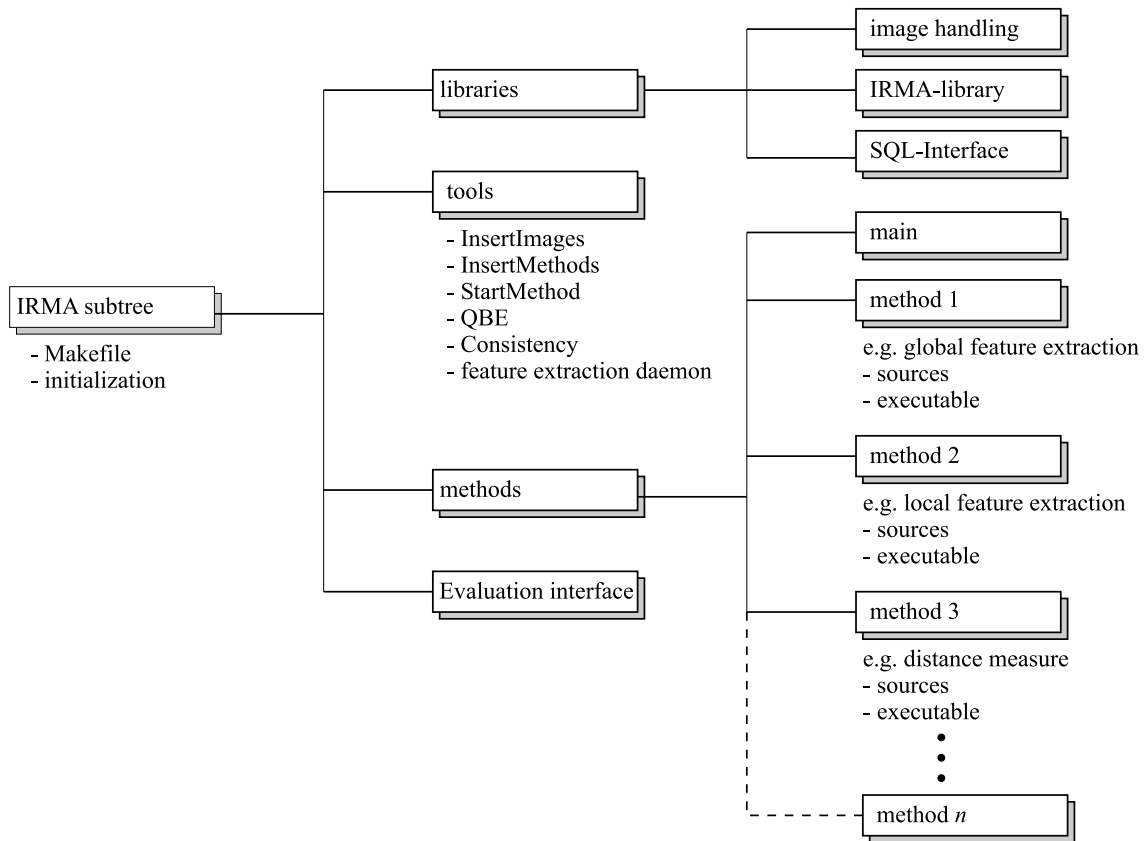 IRMA subtree
- Makefile
- initialization
libraries
tools
- InsertImages
- InsertMethods
- StartMethod
- QBE
- Consistency
- feature extraction daemon
methods
Evaluation interface
image handling
IRMA-library
SQL-Interface
main
method 1
e.g. global feature extraction
- sources
- executable
method 2
e.g. local feature extraction
- sources
- executable
method 3
e.g. distance measure
- sources
- executable
method n